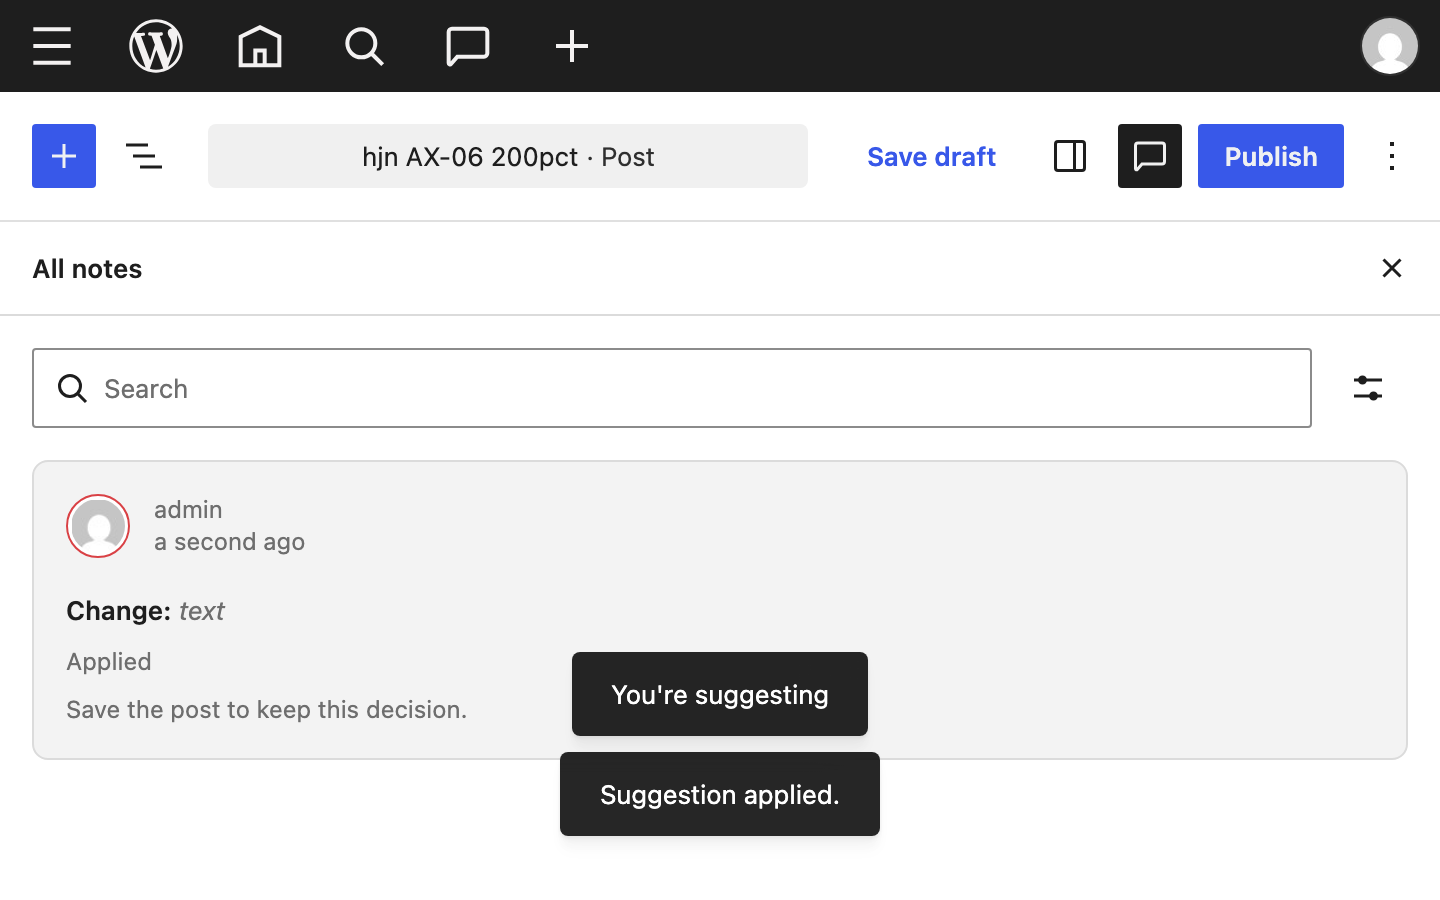 hjn AX-06 200pct · Post
Save draft
Publish
All notes
Search
admin
a second ago
Change: text
Applied
Save the post to keep this decision.
You're suggesting
Suggestion applied.